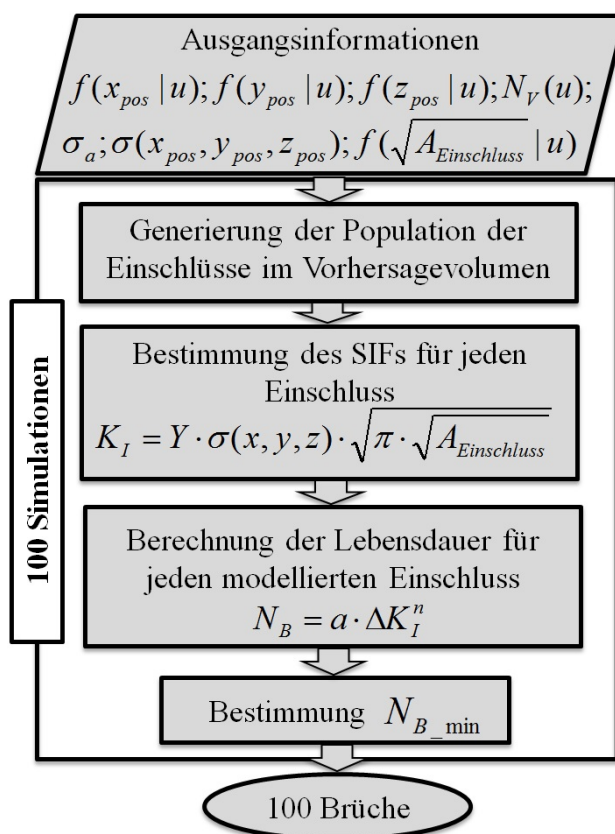 Ausgangsinformationen
f(x_pos | u); f(y_pos | u); f(z_pos | u); N_V(u);
σ_a; σ(x_pos, y_pos, z_pos); f(√A_Einschluss | u)
Generierung der Population der
Einschlüsse im Vorhersagevolumen
100 Simulationen
Bestimmung des SIFs für jeden
Einschluss
K_I = Y · σ(x, y, z) · √(π · √A_Einschluss)
Berechnung der Lebensdauer für
jeden modellierten Einschluss
N_B = a · ΔK_I^n
Bestimmung N_B_min
100 Brüche